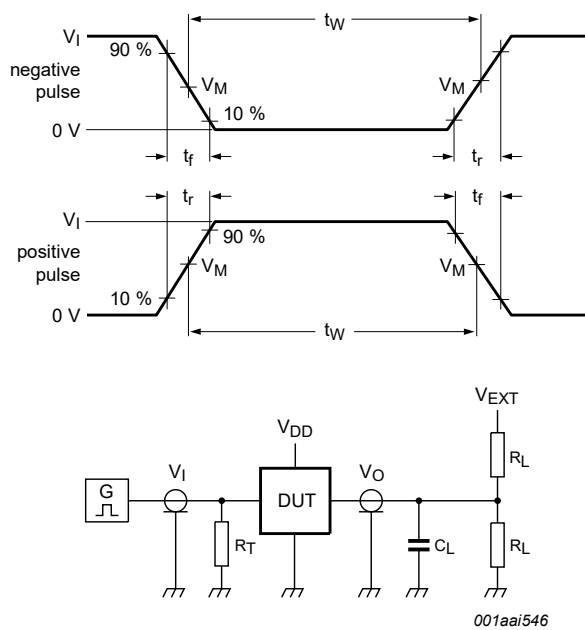 V_I
t_W
90 %
negative
pulse
V_M
V_M
10 %
0 V
t_f
t_r
t_r
t_f
V_I
90 %
positive
pulse
V_M
V_M
10 %
0 V
t_W
V_EXT
V_DD
R_L
V_I
V_O
G
DUT
R_T
C_L
R_L
001aai546